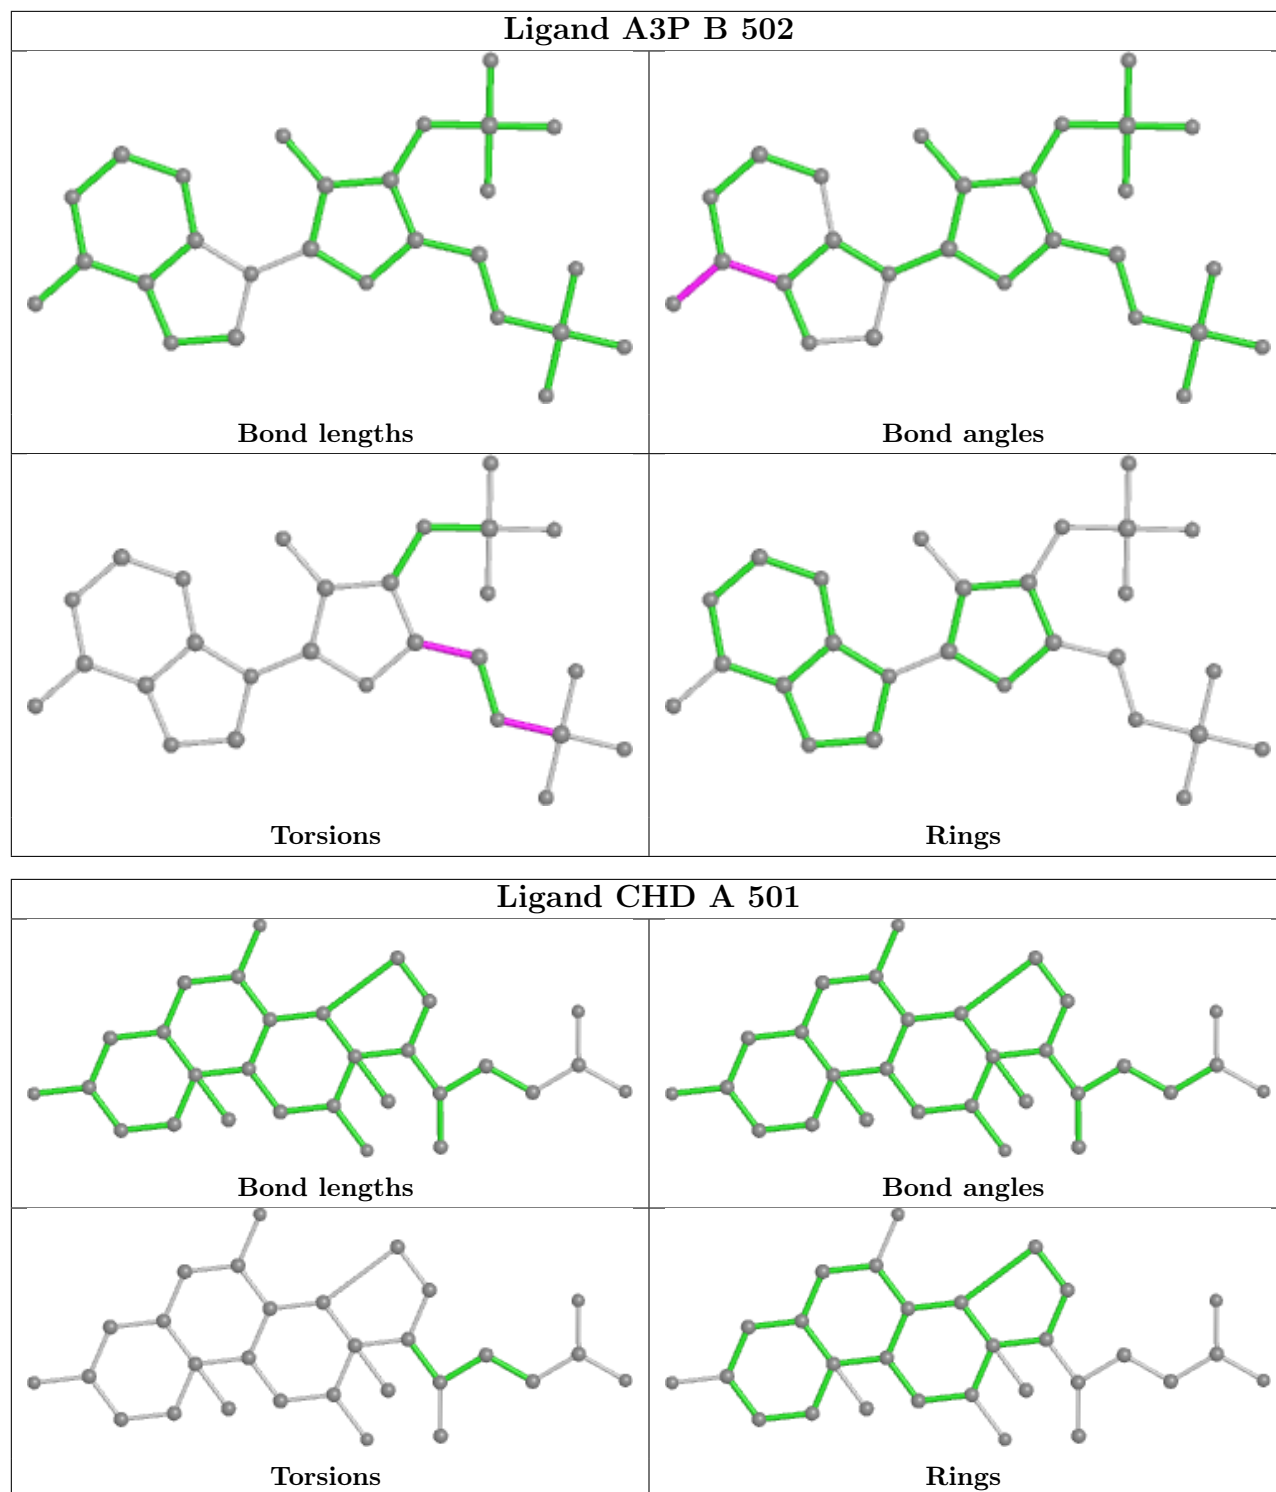 Ligand A3P B 502
Bond lengths
Bond angles
Torsions
Rings
Ligand CHD A 501
Bond lengths
Bond angles
Torsions
Rings